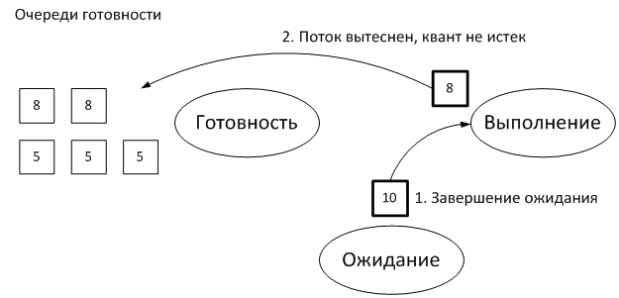 Очереди готовности
2. Поток вытеснен, квант не истек
8
8 8
Готовность
Выполнение
5 5 5
10
1. Завершение ожидания
Ожидание